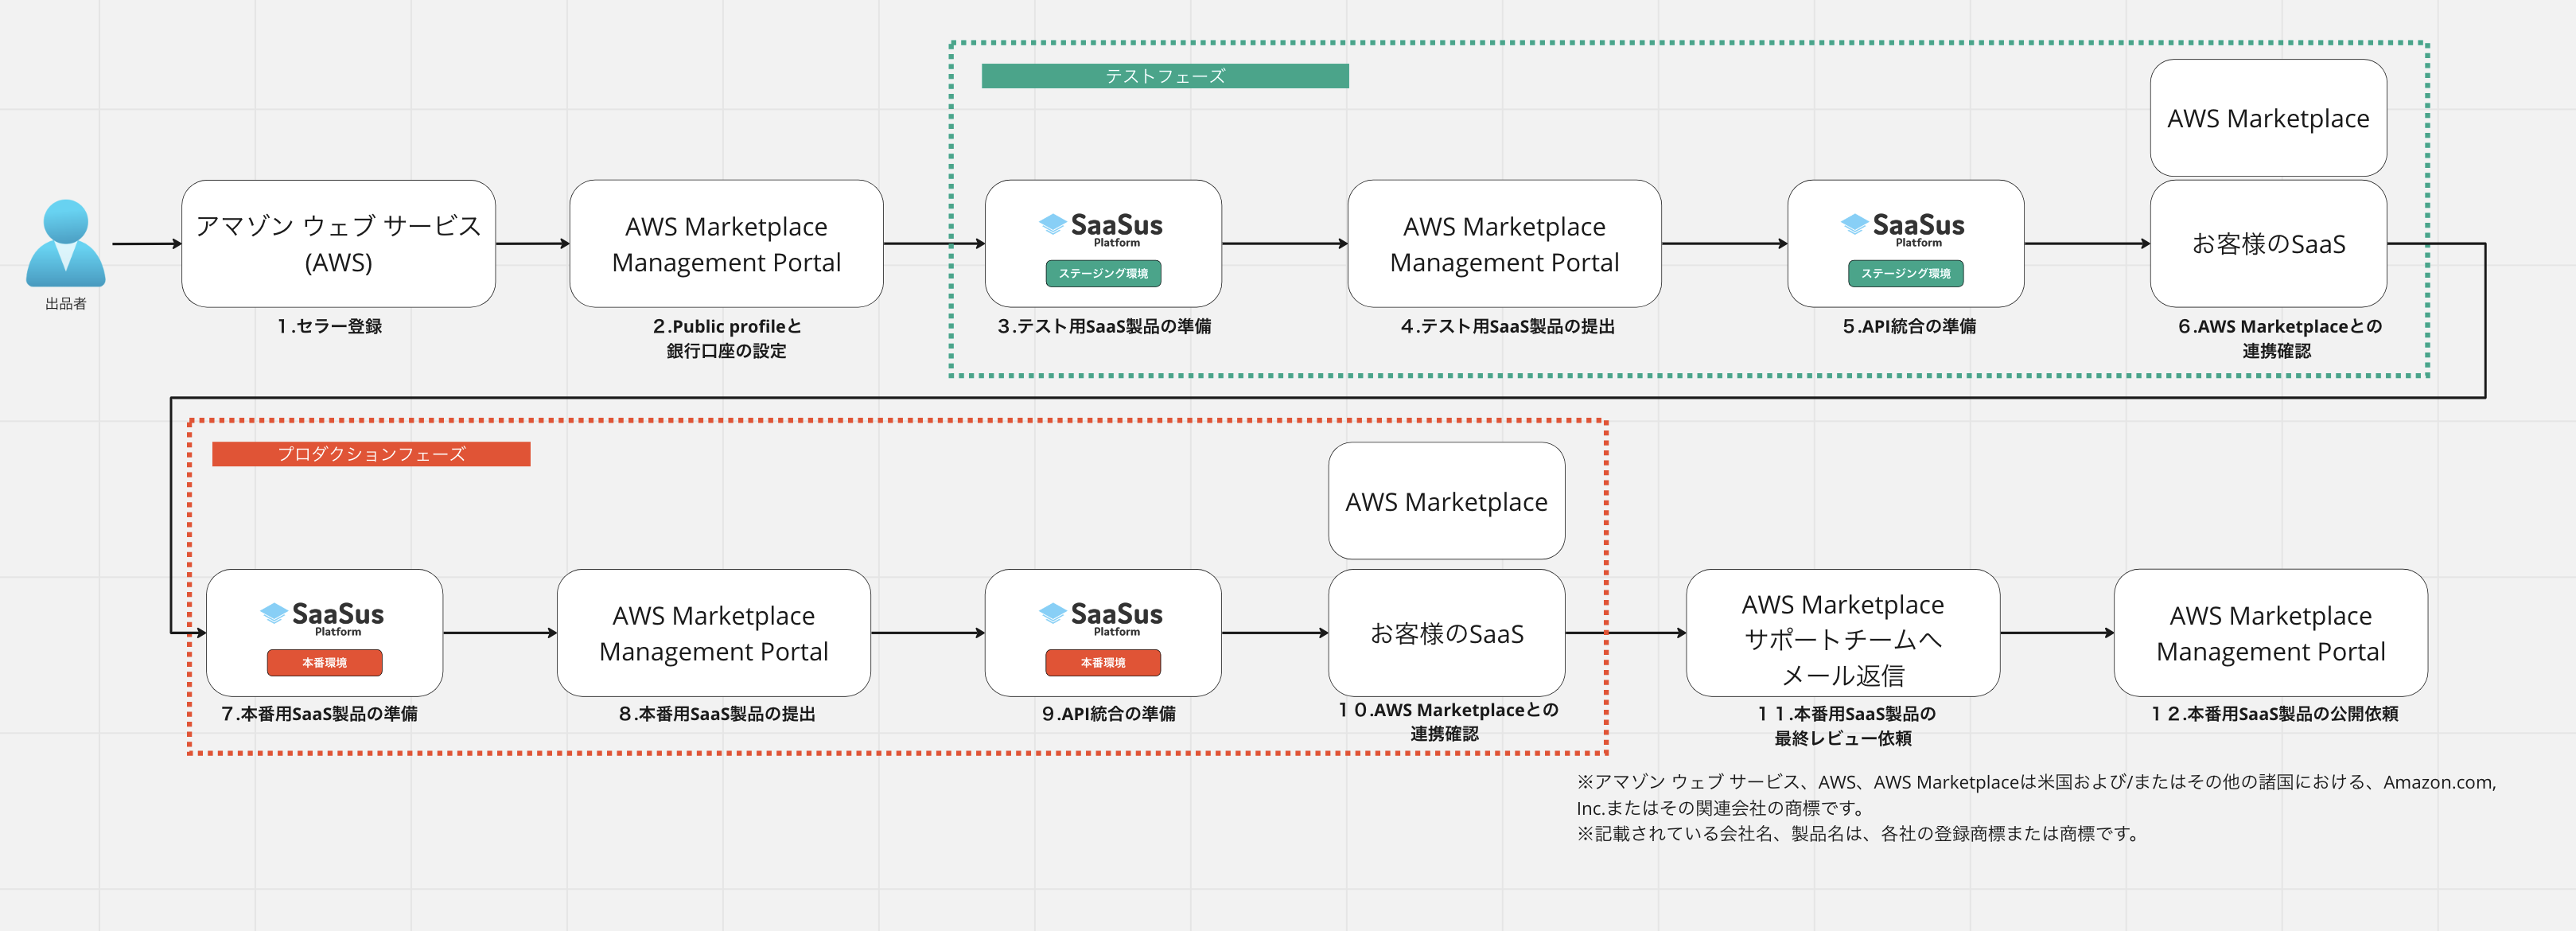 テストフェーズ
AWS Marketplace
出品者
アマゾン ウェブ サービス
(AWS)
１.セラー登録
AWS Marketplace
Management Portal
２.Public profileと
銀行口座の設定
SaaSus
Platform
ステージング環境
３.テスト用SaaS製品の準備
AWS Marketplace
Management Portal
４.テスト用SaaS製品の提出
SaaSus
Platform
ステージング環境
５.API統合の準備
お客様のSaaS
６.AWS Marketplaceとの
連携確認
プロダクションフェーズ
AWS Marketplace
SaaSus
Platform
本番環境
７.本番用SaaS製品の準備
AWS Marketplace
Management Portal
８.本番用SaaS製品の提出
SaaSus
Platform
本番環境
９.API統合の準備
お客様のSaaS
１０.AWS Marketplaceとの
連携確認
AWS Marketplace
サポートチームへ
メール返信
１１.本番用SaaS製品の
最終レビュー依頼
AWS Marketplace
Management Portal
１２.本番用SaaS製品の公開依頼
※アマゾン ウェブ サービス、AWS、AWS Marketplaceは米国および/またはその他の諸国における、Amazon.com,
Inc.またはその関連会社の商標です。
※記載されている会社名、製品名は、各社の登録商標または商標です。